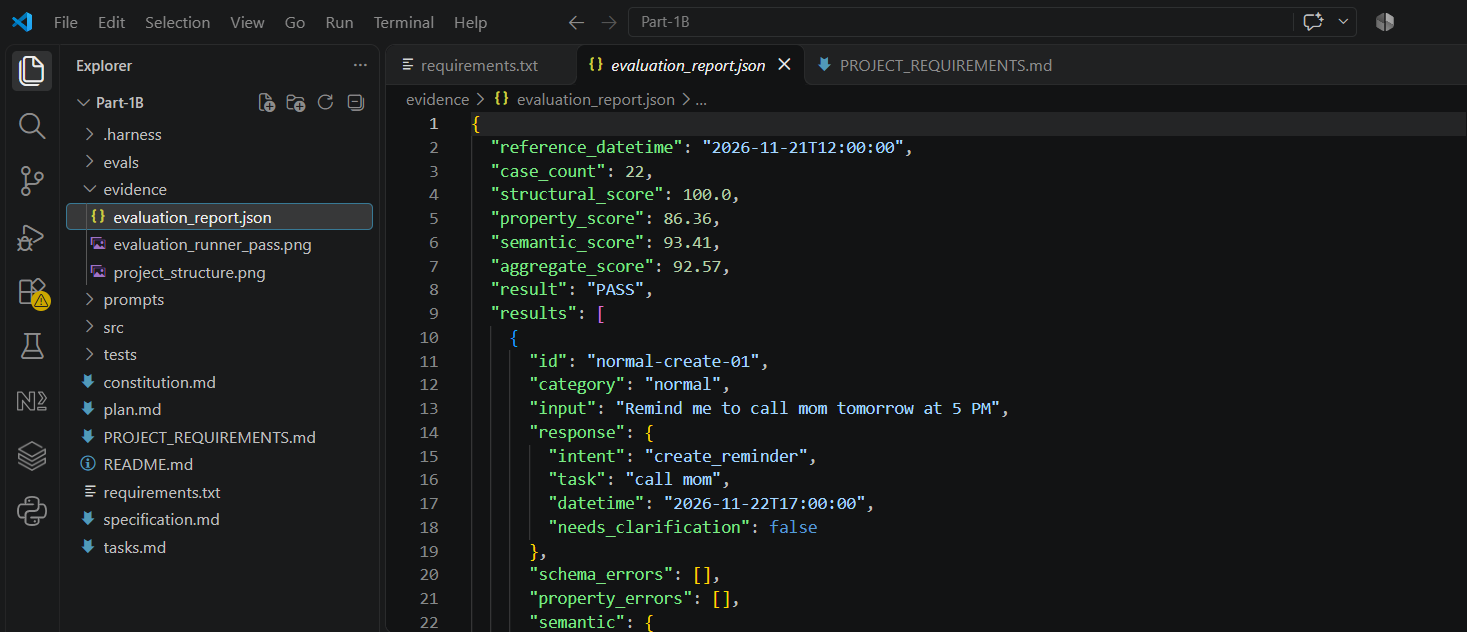 File Edit Selection View Go Run Terminal Help Part-1B
Explorer
Part-1B
.harness
evals
evidence
evaluation_report.json
evaluation_runner_pass.png
project_structure.png
prompts
src
tests
constitution.md
plan.md
PROJECT_REQUIREMENTS.md
README.md
requirements.txt
specification.md
tasks.md
requirements.txt {} evaluation_report.json PROJECT_REQUIREMENTS.md
evidence > {} evaluation_report.json > ...
1 {
2 "reference_datetime": "2026-11-21T12:00:00",
3 "case_count": 22,
4 "structural_score": 100.0,
5 "property_score": 86.36,
6 "semantic_score": 93.41,
7 "aggregate_score": 92.57,
8 "result": "PASS",
9 "results": [
10 {
11 "id": "normal-create-01",
12 "category": "normal",
13 "input": "Remind me to call mom tomorrow at 5 PM",
14 "response": {
15 "intent": "create_reminder",
16 "task": "call mom",
17 "datetime": "2026-11-22T17:00:00",
18 "needs_clarification": false
19 },
20 "schema_errors": [],
21 "property_errors": [],
22 "semantic": {